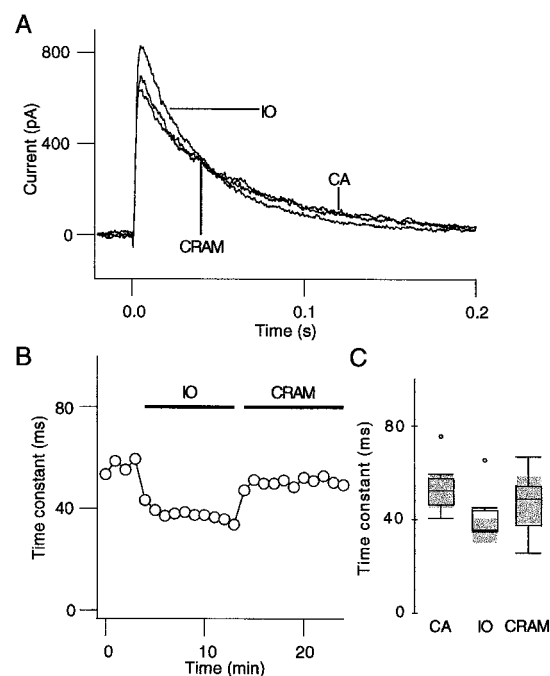 A
800
400
0
Current (pA)
IO
CA
CRAM
0.0
0.1
0.2
Time (s)
B
IO
CRAM
80
40
0
Time constant (ms)
0
10
20
Time (min)
C
80
40
0
Time constant (ms)
CA
IO
CRAM